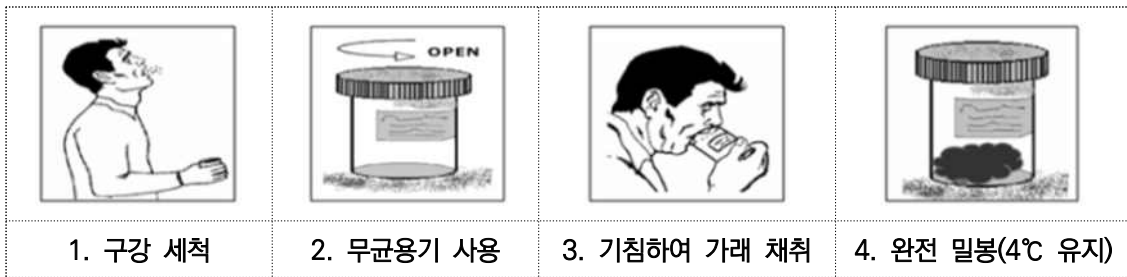 OPEN
1. 구강 세척
2. 무균용기 사용
3. 기침하여 가래 채취
4. 완전 밀봉(4℃ 유지)